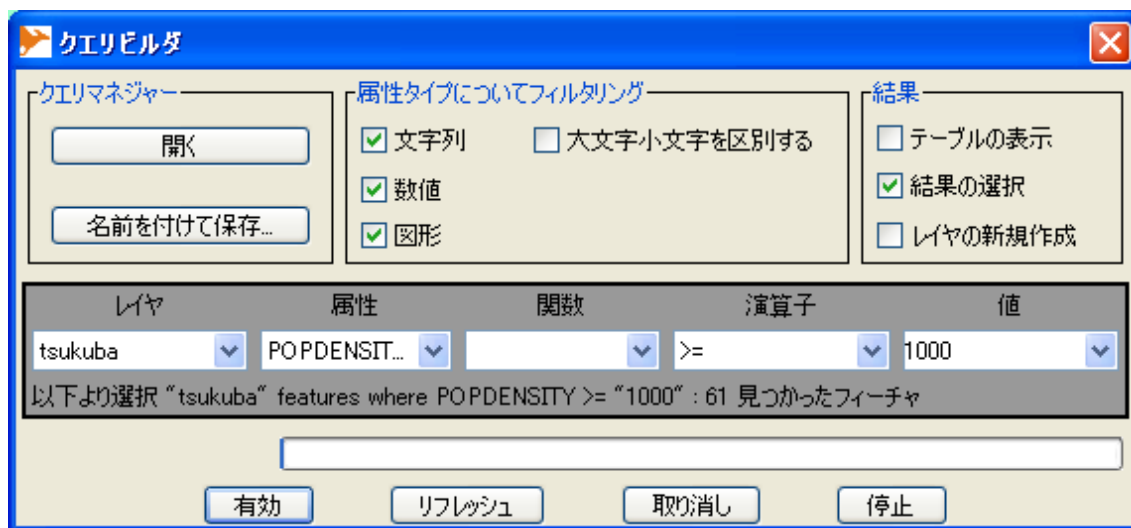 クエリビルダ
クエリマネジャー
開く
名前を付けて保存...
属性タイプについてフィルタリング
文字列
大文字小文字を区別する
数値
図形
結果
テーブルの表示
結果の選択
レイヤの新規作成
レイヤ 属性 関数 演算子 値
tsukuba POPDENSIT... >= 1000
以下より選択 "tsukuba" features where POPDENSITY >= "1000" : 61 見つかったフィーチャ
有効 リフレッシュ 取り消し 停止